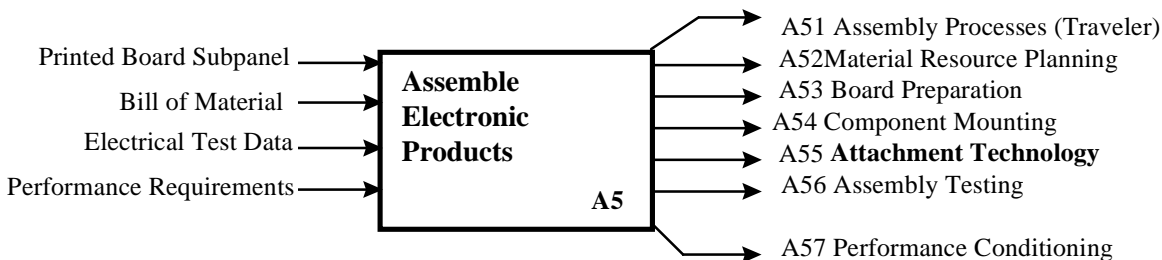 Printed Board Subpanel
Bill of Material
Electrical Test Data
Performance Requirements
Assemble
Electronic
Products
A5
A51 Assembly Processes (Traveler)
A52Material Resource Planning
A53 Board Preparation
A54 Component Mounting
A55 Attachment Technology
A56 Assembly Testing
A57 Performance Conditioning